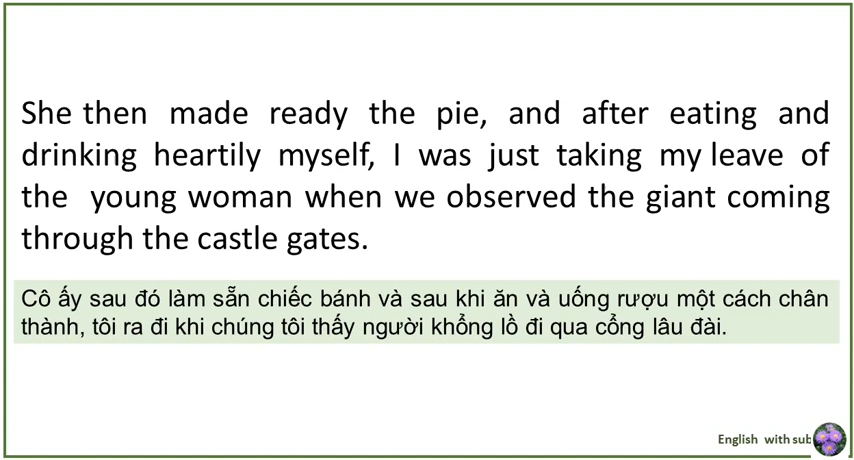 She then made ready the pie, and after eating and
drinking heartily myself, I was just taking my leave of
the young woman when we observed the giant coming
through the castle gates.
Cô ấy sau đó làm sẵn chiếc bánh và sau khi ăn và uống rượu một cách chân
thành, tôi ra đi khi chúng tôi thấy người khổng lồ đi qua cổng lâu đài.
English with sub